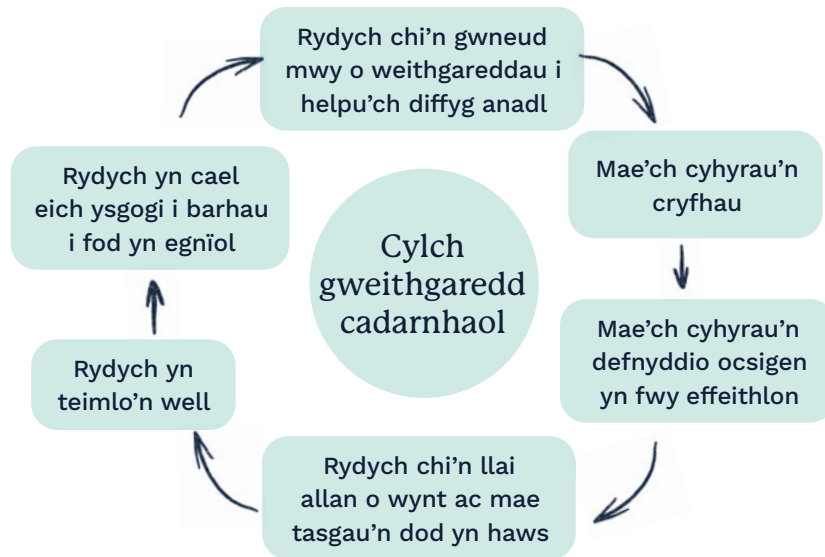 Rydych chi’n gwneud
mwy o weithgareddau i
helpu’ch diffyg anadl
Mae’ch cyhyrau’n
cryfhau
Mae’ch cyhyrau’n
defnyddio ocsigen
yn fwy effeithlon
Rydych chi’n llai
allan o wynt ac mae
tasgau’n dod yn haws
Rydych yn
teimlo’n well
Rydych yn cael
eich ysgogi i barhau
i fod yn egnïol
Cylch
gweithgaredd
cadarnhaol